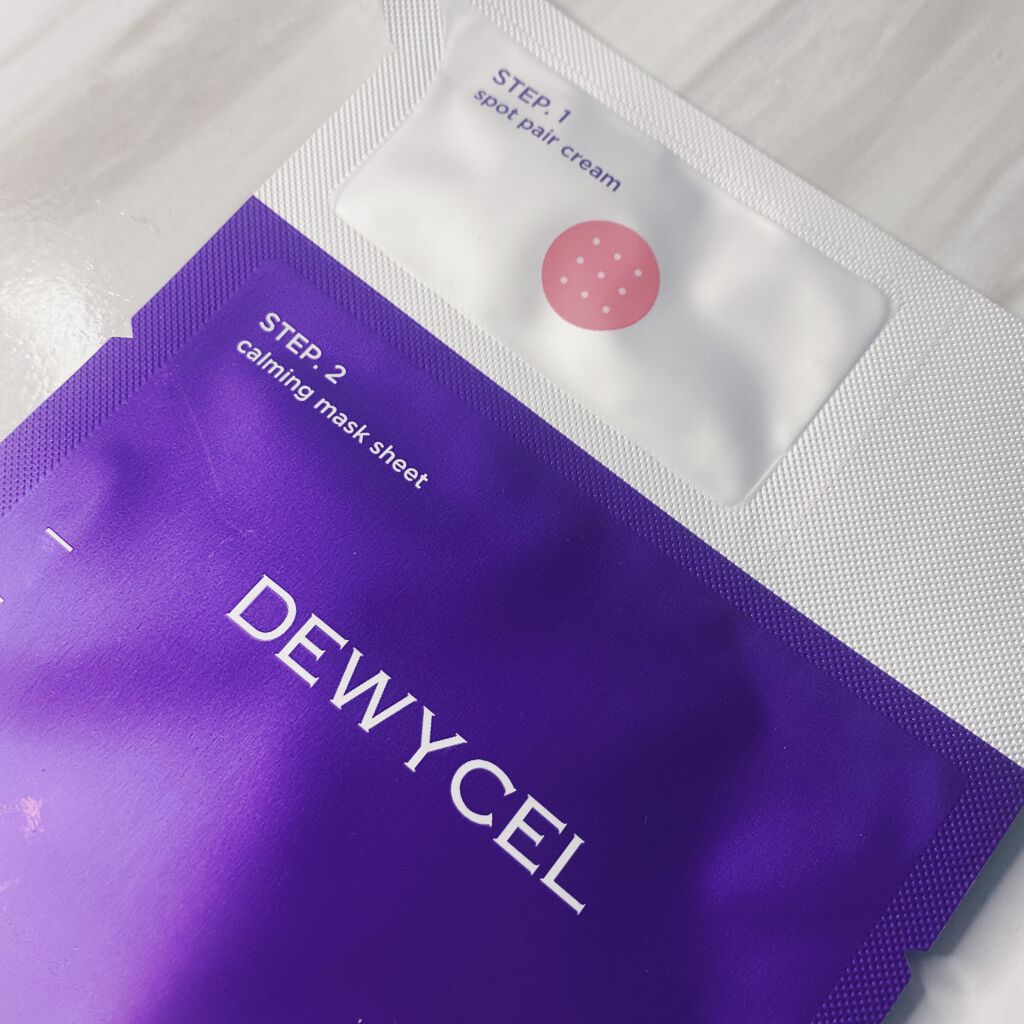 STEP. 1
spot pair cream
STEP. 2
calming mask sheet
DEWYCEL